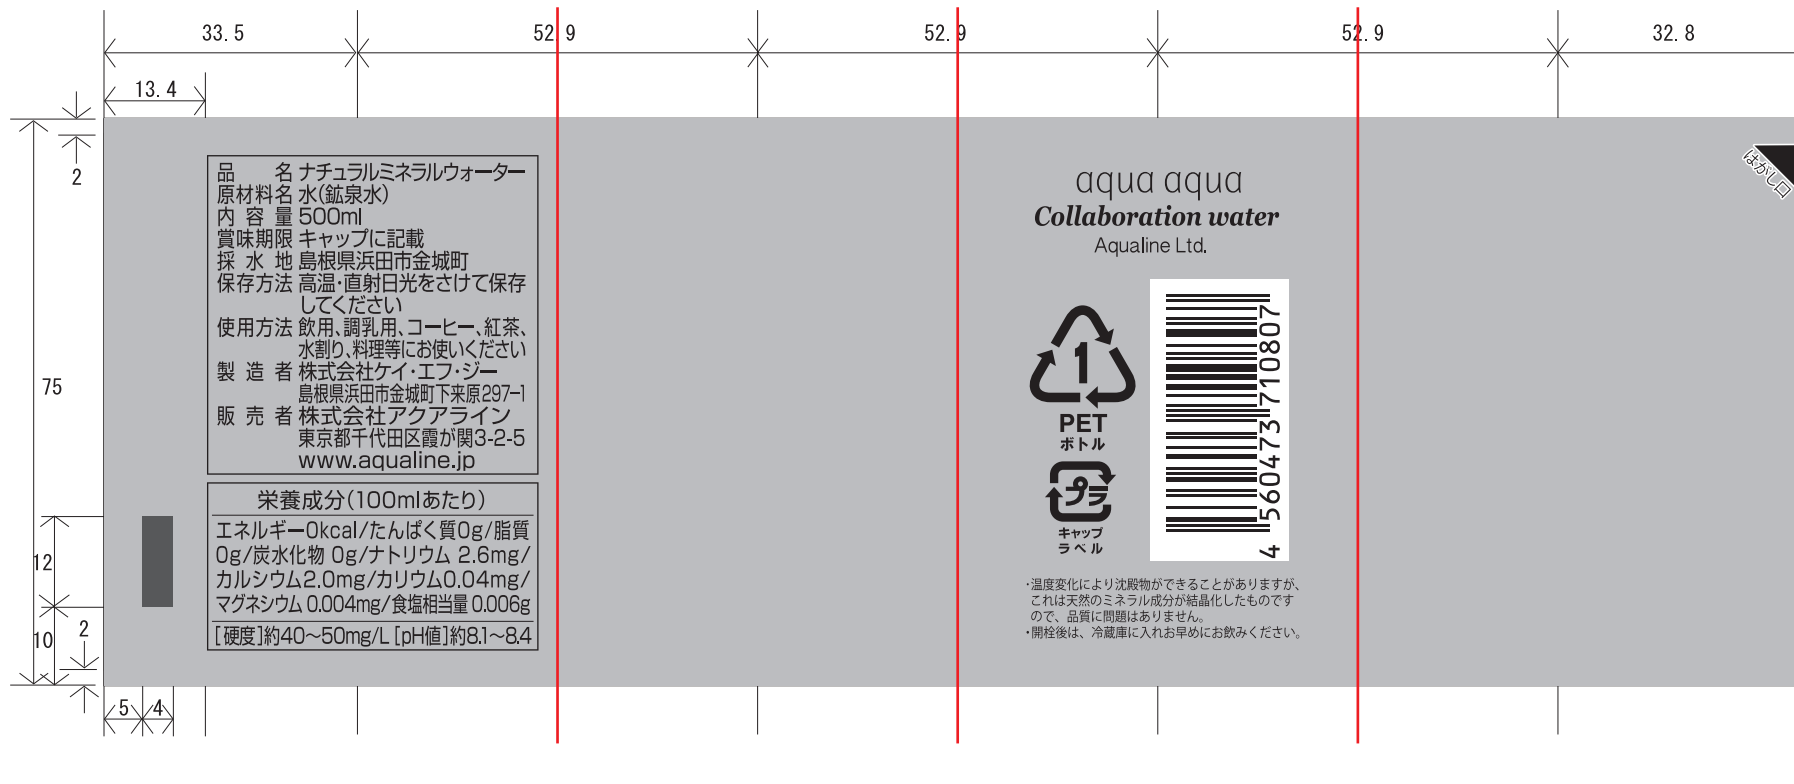 33.5
52.9
52.9
52.9
32.8
13.4
2
75
12
10
2
5
4
品名 ナチュラルミネラルウォーター
原材料名 水(鉱泉水)
内容量 500ml
賞味期限 キャップに記載
採水地 島根県浜田市金城町
保存方法 高温・直射日光をさけて保存
してください
使用方法 飲用、調乳用、コーヒー、紅茶、
水割り、料理等にお使いください
製造者 株式会社ケイ・エフ・ジー
島根県浜田市金城町下来原297-1
販売者 株式会社アクアライン
東京都千代田区霞が関3-2-5
www.aqualine.jp
栄養成分(100mlあたり)
エネルギー0kcal/たんぱく質0g/脂質
0g/炭水化物 0g/ナトリウム 2.6mg/
カルシウム2.0mg/カリウム0.04mg/
マグネシウム 0.004mg/食塩相当量 0.006g
[硬度]約40〜50mg/L [pH値]約8.1〜8.4
aqua aqua
Collaboration water
Aqualine Ltd.
1
PET
ボトル
プラ
キャップ
ラベル
4 560473 710807
・温度変化により沈殿物ができることがありますが、
これは天然のミネラル成分が結晶化したものです
ので、品質に問題はありません。
・開栓後は、冷蔵庫に入れお早めにお飲みください。
はがし口